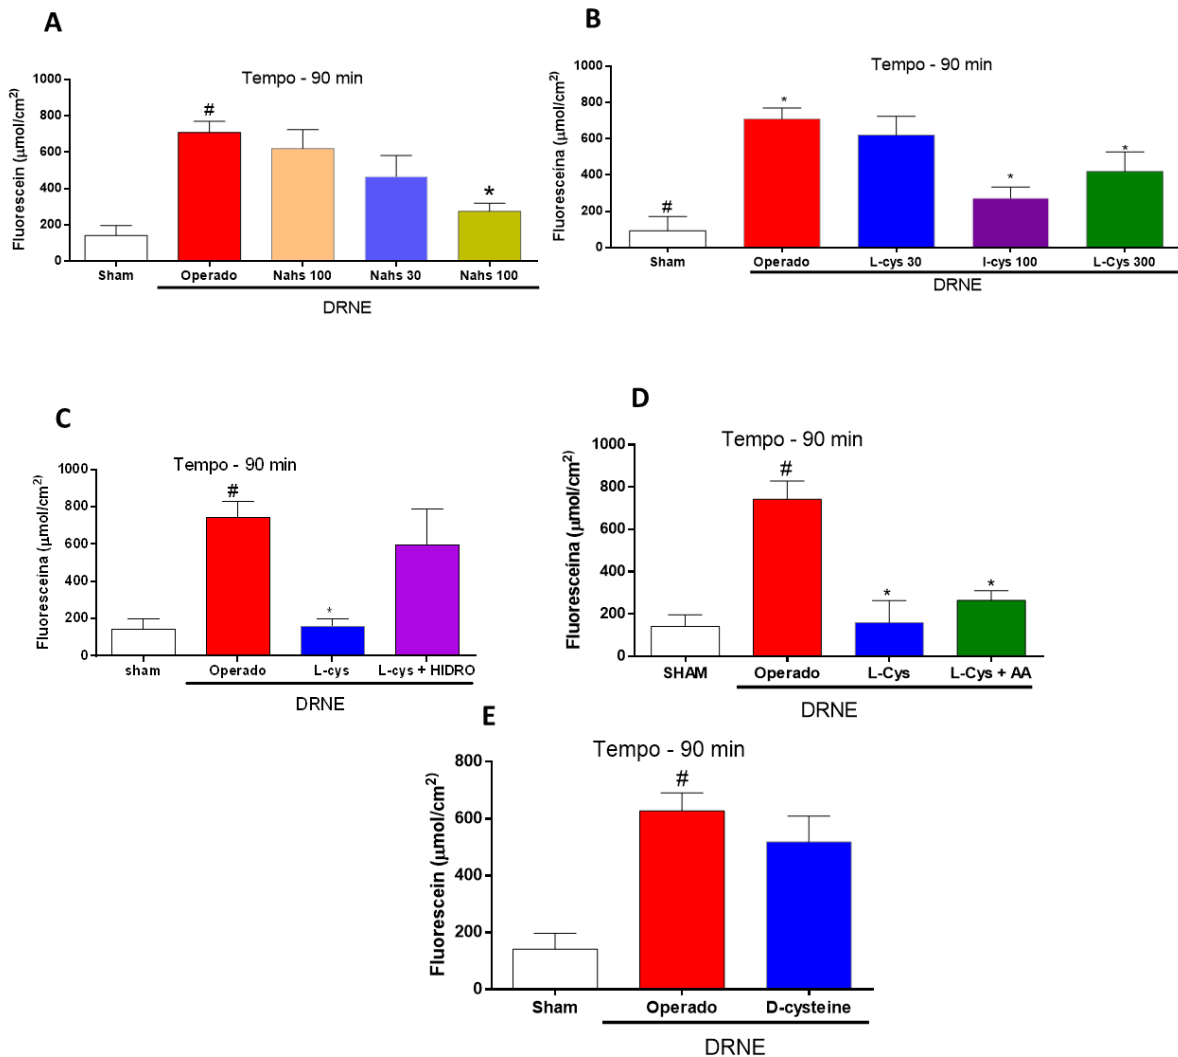 A
Tempo - 90 min
Fluorescein (μmol/cm²)
1000
800
600
400
200
0
#
*
Sham
Operado
Nahs 100
Nahs 30
Nahs 100
DRNE
B
Tempo - 90 min
Fluoresceína (μmol/cm²)
1000
800
600
400
200
0
#
*
*
*
Sham
Operado
L-cys 30
l-cys 100
L-Cys 300
DRNE
C
Tempo - 90 min
Fluoresceína (μmol/cm²)
1000
800
600
400
200
0
#
*
sham
Operado
L-cys
L-cys + HIDRO
DRNE
D
Tempo - 90 min
Fluoresceina (μmol/cm²)
1000
800
600
400
200
0
#
*
*
SHAM
Operado
L-Cys
L-Cys + AA
DRNE
E
Tempo - 90 min
Fluorescein (μmol/cm²)
800
600
400
200
0
#
Sham
Operado
D-cysteine
DRNE